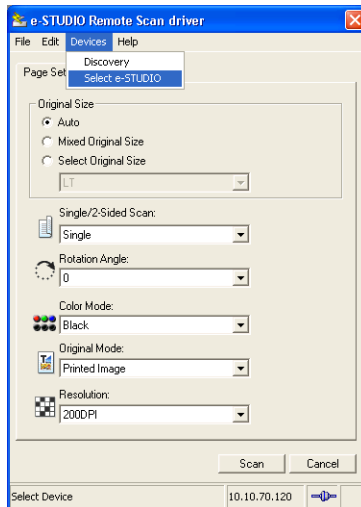 e-STUDIO Remote Scan driver
File Edit Devices Help
Discovery
Select e-STUDIO
Page Set
Original Size
Auto
Mixed Original Size
Select Original Size
LT
Single/2-Sided Scan:
Single
Rotation Angle:
0
Color Mode:
Black
Original Mode:
Printed Image
Resolution:
200DPI
Scan Cancel
Select Device 10.10.70.120